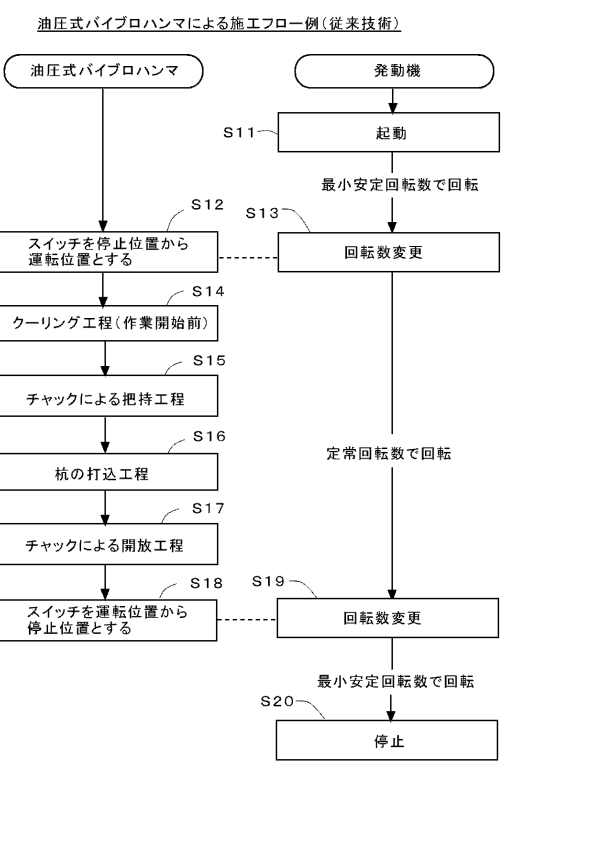 油圧式バイブロハンマによる施工フロー例(従来技術)
油圧式バイブロハンマ
発動機
S11
起動
最小安定回転数で回転
S12
S13
スイッチを停止位置から
運転位置とする
回転数変更
S14
クーリング工程(作業開始前)
S15
チャックによる把持工程
S16
定常回転数で回転
杭の打込工程
S17
チャックによる開放工程
S18
S19
スイッチを運転位置から
停止位置とする
回転数変更
最小安定回転数で回転
S20
停止